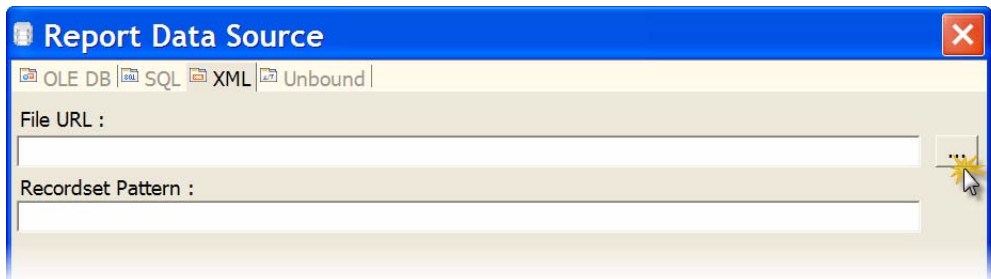 Report Data Source
OLE DB SQL XML Unbound
File URL :
...
Recordset Pattern :